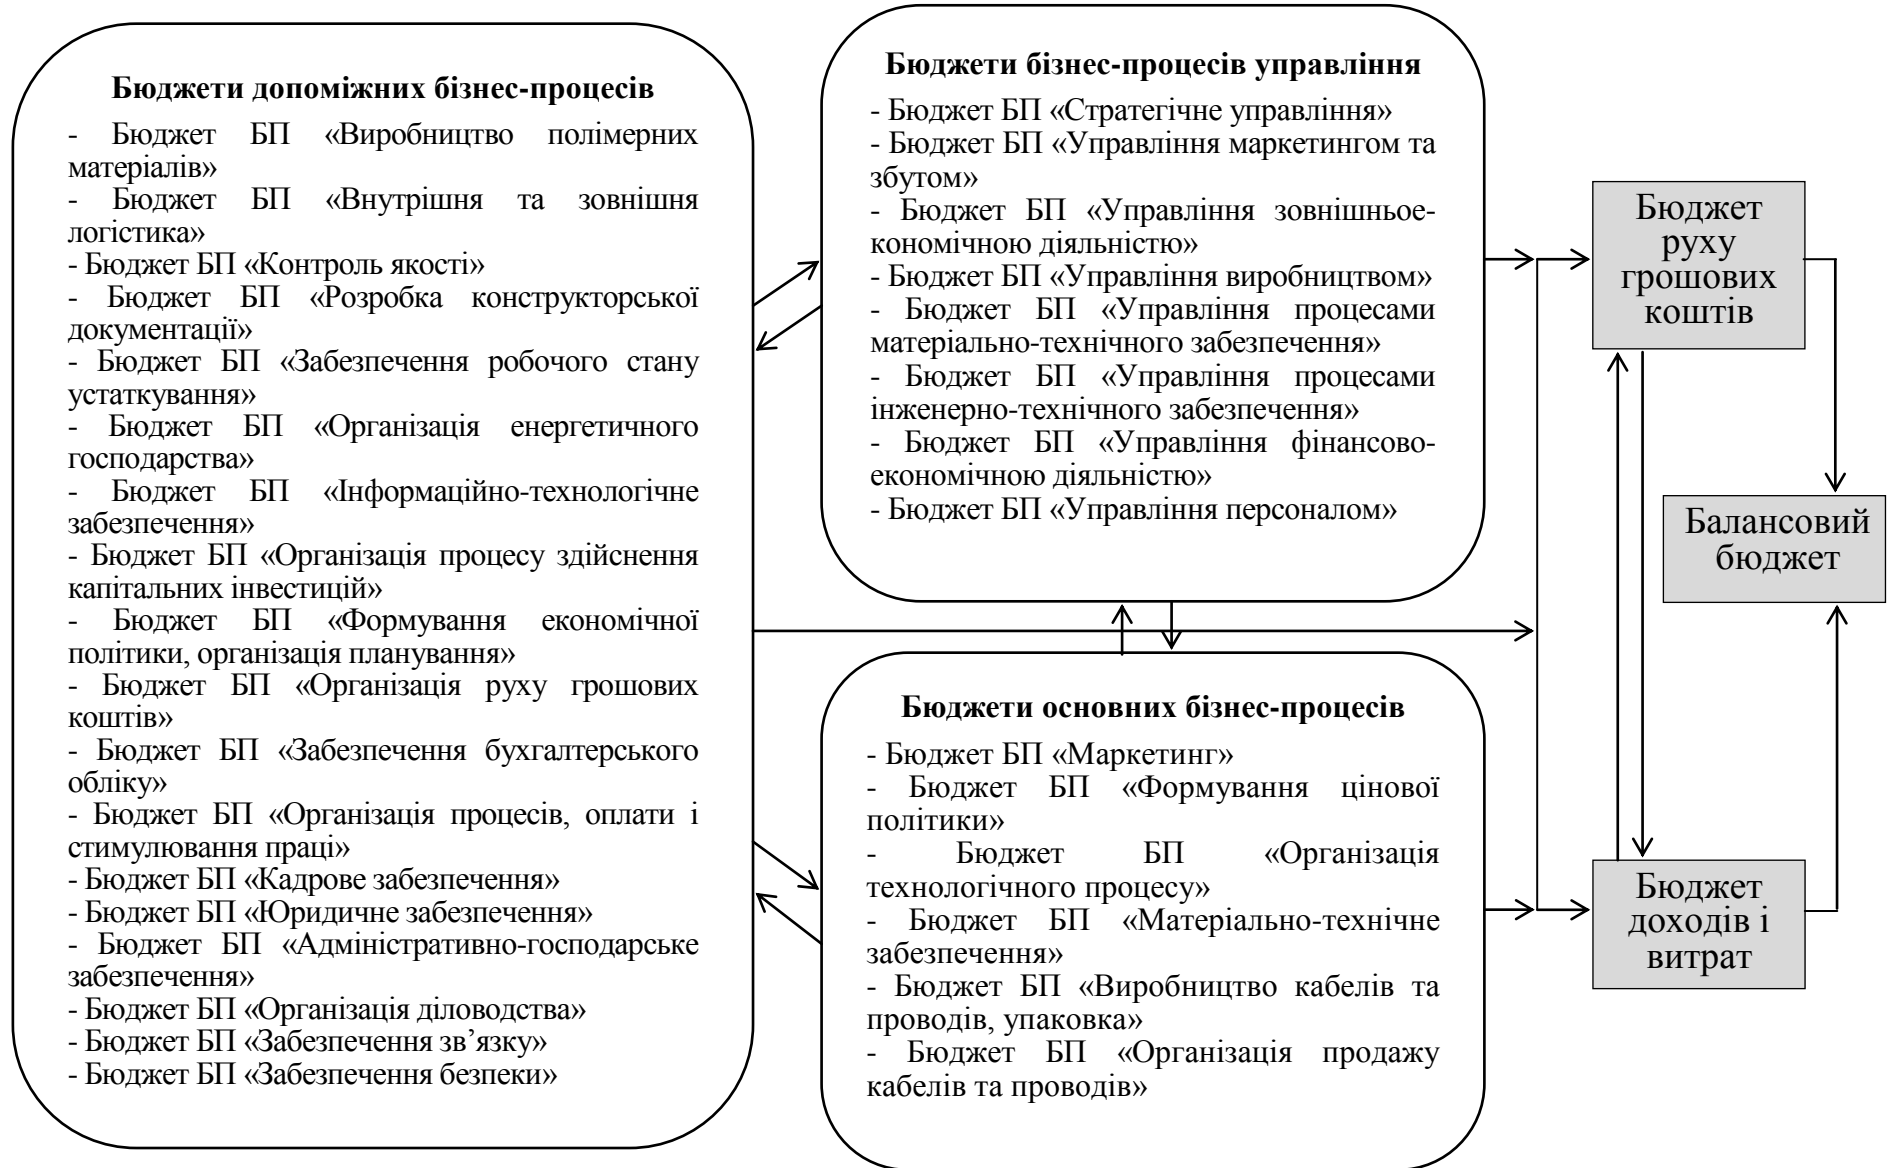 Бюджети допоміжних бізнес-процесів
- Бюджет БП «Виробництво полімерних
матеріалів»
- Бюджет БП «Внутрішня та зовнішня
логістика»
- Бюджет БП «Контроль якості»
- Бюджет БП «Розробка конструкторської
документації»
- Бюджет БП «Забезпечення робочого стану
устаткування»
- Бюджет БП «Організація енергетичного
господарства»
- Бюджет БП «Інформаційно-технологічне
забезпечення»
- Бюджет БП «Організація процесу здійснення
капітальних інвестицій»
- Бюджет БП «Формування економічної
політики, організація планування»
- Бюджет БП «Організація руху грошових
коштів»
- Бюджет БП «Забезпечення бухгалтерського
обліку»
- Бюджет БП «Організація процесів, оплати і
стимулювання праці»
- Бюджет БП «Кадрове забезпечення»
- Бюджет БП «Юридичне забезпечення»
- Бюджет БП «Адміністративно-господарське
забезпечення»
- Бюджет БП «Організація діловодства»
- Бюджет БП «Забезпечення зв’язку»
- Бюджет БП «Забезпечення безпеки»
Бюджети бізнес-процесів управління
- Бюджет БП «Стратегічне управління»
- Бюджет БП «Управління маркетингом та
збутом»
- Бюджет БП «Управління зовнішньое-
кономічною діяльністю»
- Бюджет БП «Управління виробництвом»
- Бюджет БП «Управління процесами
матеріально-технічного забезпечення»
- Бюджет БП «Управління процесами
інженерно-технічного забезпечення»
- Бюджет БП «Управління фінансово-
економічною діяльністю»
- Бюджет БП «Управління персоналом»
Бюджети основних бізнес-процесів
- Бюджет БП «Маркетинг»
- Бюджет БП «Формування цінової
політики»
- Бюджет БП «Організація
технологічного процесу»
- Бюджет БП «Матеріально-технічне
забезпечення»
- Бюджет БП «Виробництво кабелів та
проводів, упаковка»
- Бюджет БП «Організація продажу
кабелів та проводів»
Бюджет
руху
грошових
коштів
Балансовий
бюджет
Бюджет
доходів і
витрат